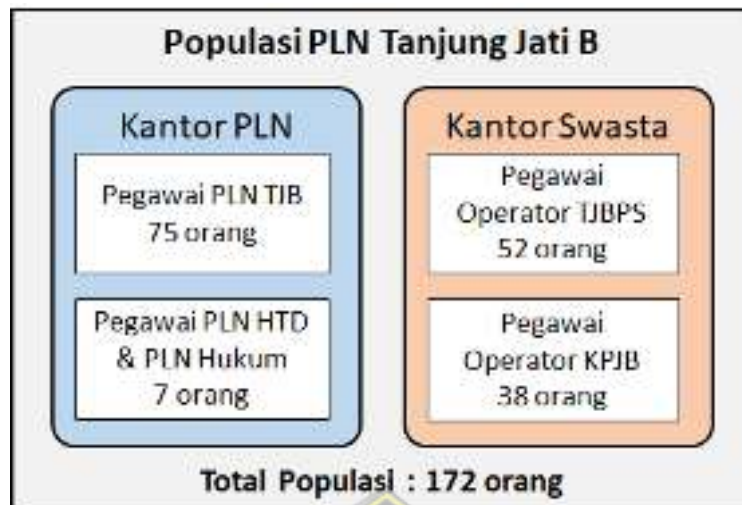 Populasi PLN Tanjung Jati B
Kantor PLN
Pegawai PLN TJB
75 orang
Pegawai PLN HTD
& PLN Hukum
7 orang
Kantor Swasta
Pegawai
Operator TJBPS
52 orang
Pegawai
Operator KPJB
38 orang
Total Populasi : 172 orang